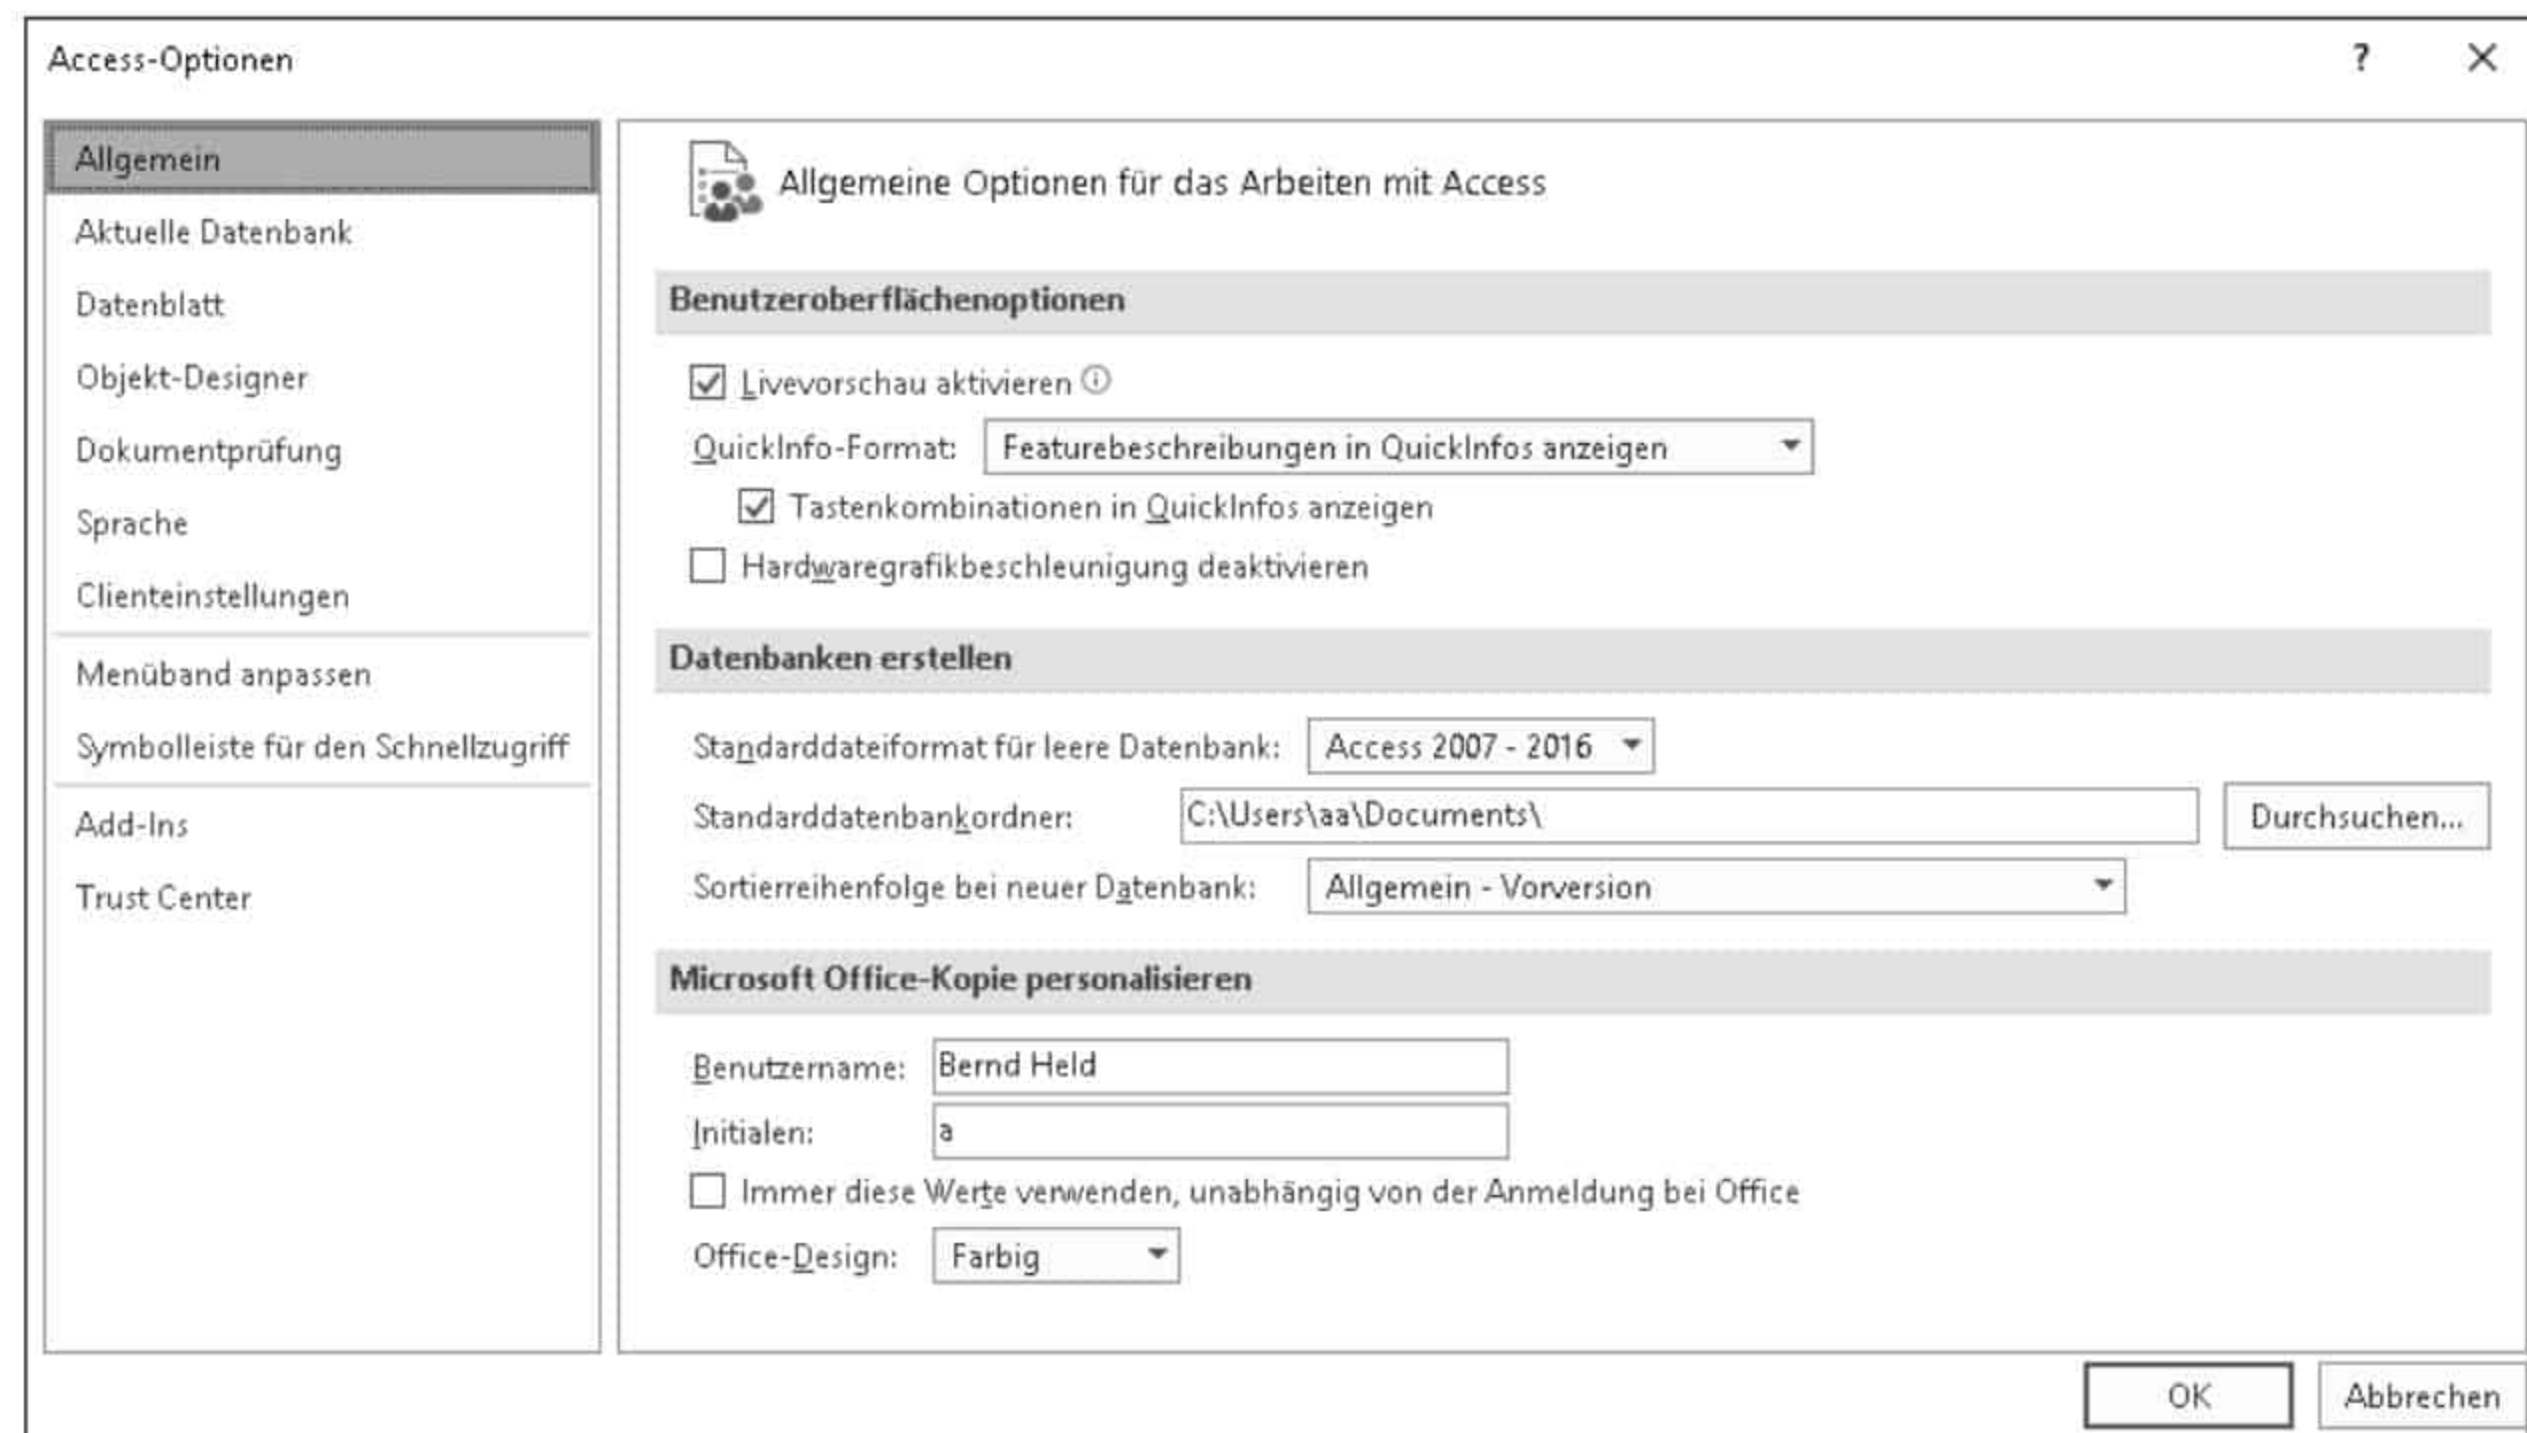 Access-Optionen ? ✕
Allgemein
Aktuelle Datenbank
Datenblatt
Objekt-Designer
Dokumentprüfung
Sprache
Clienteinstellungen
Menüband anpassen
Symbolleiste für den Schnellzugriff
Add-Ins
Trust Center
Allgemeine Optionen für das Arbeiten mit Access
Benutzeroberflächenoptionen
Livevorschau aktivieren
QuickInfo-Format: Featurebeschreibungen in QuickInfos anzeigen
Tastenkombinationen in QuickInfos anzeigen
Hardwaregrafikbeschleunigung deaktivieren
Datenbanken erstellen
Standarddateiformat für leere Datenbank: Access 2007 - 2016
Standarddatenbankordner: C:\Users\aa\Documents\ Durchsuchen...
Sortierreihenfolge bei neuer Datenbank: Allgemein - Vorversion
Microsoft Office-Kopie personalisieren
Benutzername: Bernd Held
Initialen: a
Immer diese Werte verwenden, unabhängig von der Anmeldung bei Office
Office-Design: Farbig
OK Abbrechen